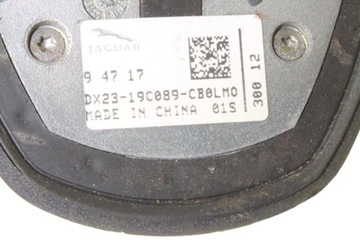 JAGUAR
9 47 17
DX23-19C089-CB0LM0
MADE IN CHINA 01S
300 12